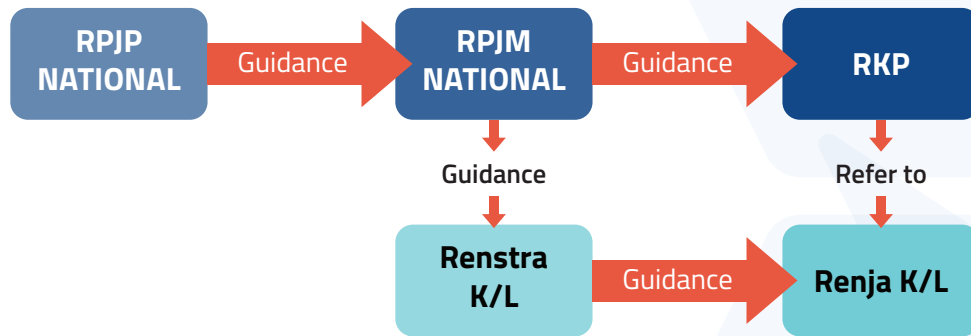 RPJP
NATIONAL
Guidance
RPJM
NATIONAL
Guidance
RKP
Guidance
Refer to
Renstra
K/L
Guidance
Renja K/L